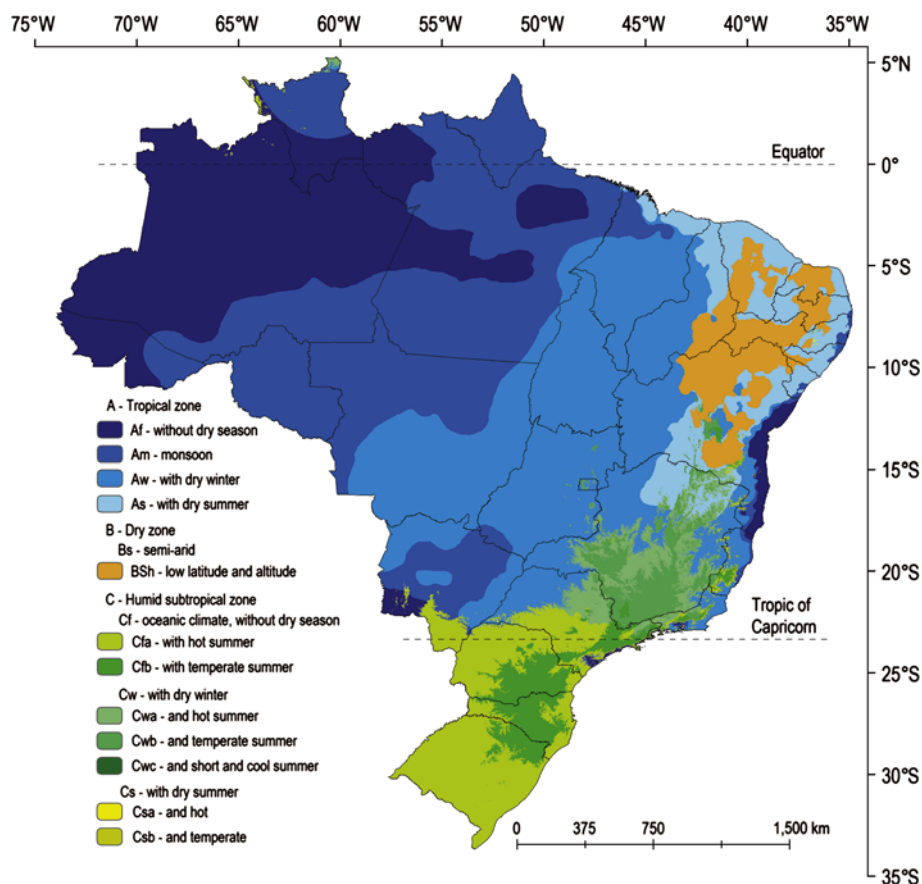 75°W 70°W 65°W 60°W 55°W 50°W 45°W 40°W 35°W
5°N
Equator
0°
5°S
10°S
A - Tropical zone
Af - without dry season
Am - monsoon
15°S
Aw - with dry winter
As - with dry summer
B - Dry zone
Bs - semi-arid
BSh - low latitude and altitude
20°S
C - Humid subtropical zone
Cf - oceanic climate, without dry season
Tropic of
Capricorn
Cfa - with hot summer
Cfb - with temperate summer
25°S
Cw - with dry winter
Cwa - and hot summer
Cwb - and temperate summer
Cwc - and short and cool summer
30°S
Cs - with dry summer
Csa - and hot
Csb - and temperate
0 375 750 1,500 km
35°S